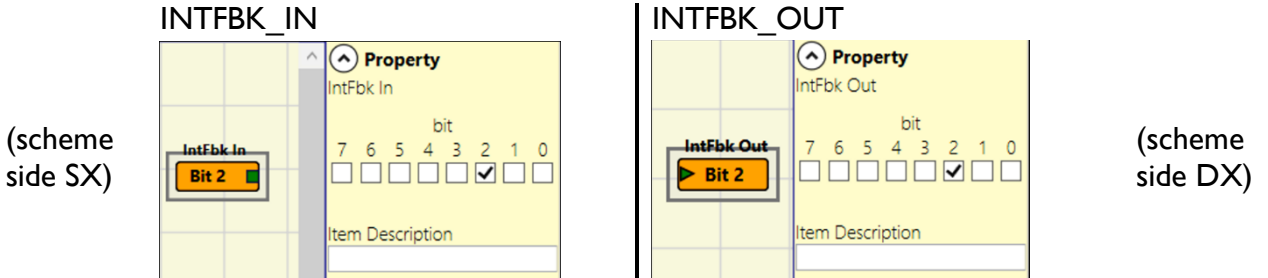 INTFBK_IN
Property
IntFbk In
bit
7 6 5 4 3 2 1 0
(scheme
side SX)
IntFbk In
Bit 2
Item Description
INTFBK_OUT
Property
IntFbk Out
bit
7 6 5 4 3 2 1 0
IntFbk Out
Bit 2
Item Description
(scheme
side DX)